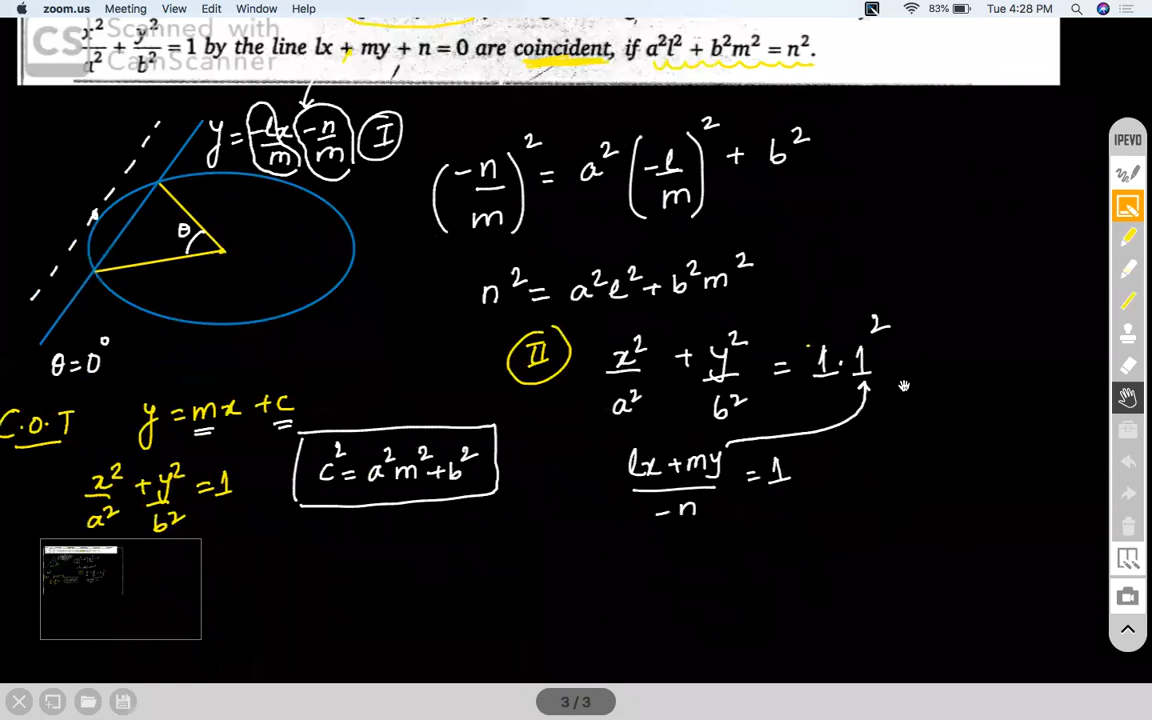 zoom.us Meeting View Edit Window Help 83% Tue 4:28 PM
CS Scanned with CamScanner
x²/a² + y²/b² = 1 by the line lx + my + n = 0 are coincident, if a²l² + b²m² = n².
y = -lx/m -n/m I
(-n/m)² = a²(-l/m)² + b²
θ
θ = 0°
n² = a²l² + b²m²
II x²/a² + y²/b² = 1 · 1²
lx + my/-n = 1
C.O.T y = mx + c
x²/a² + y²/b² = 1
c² = a²m² + b²
IPEVO
3 / 3